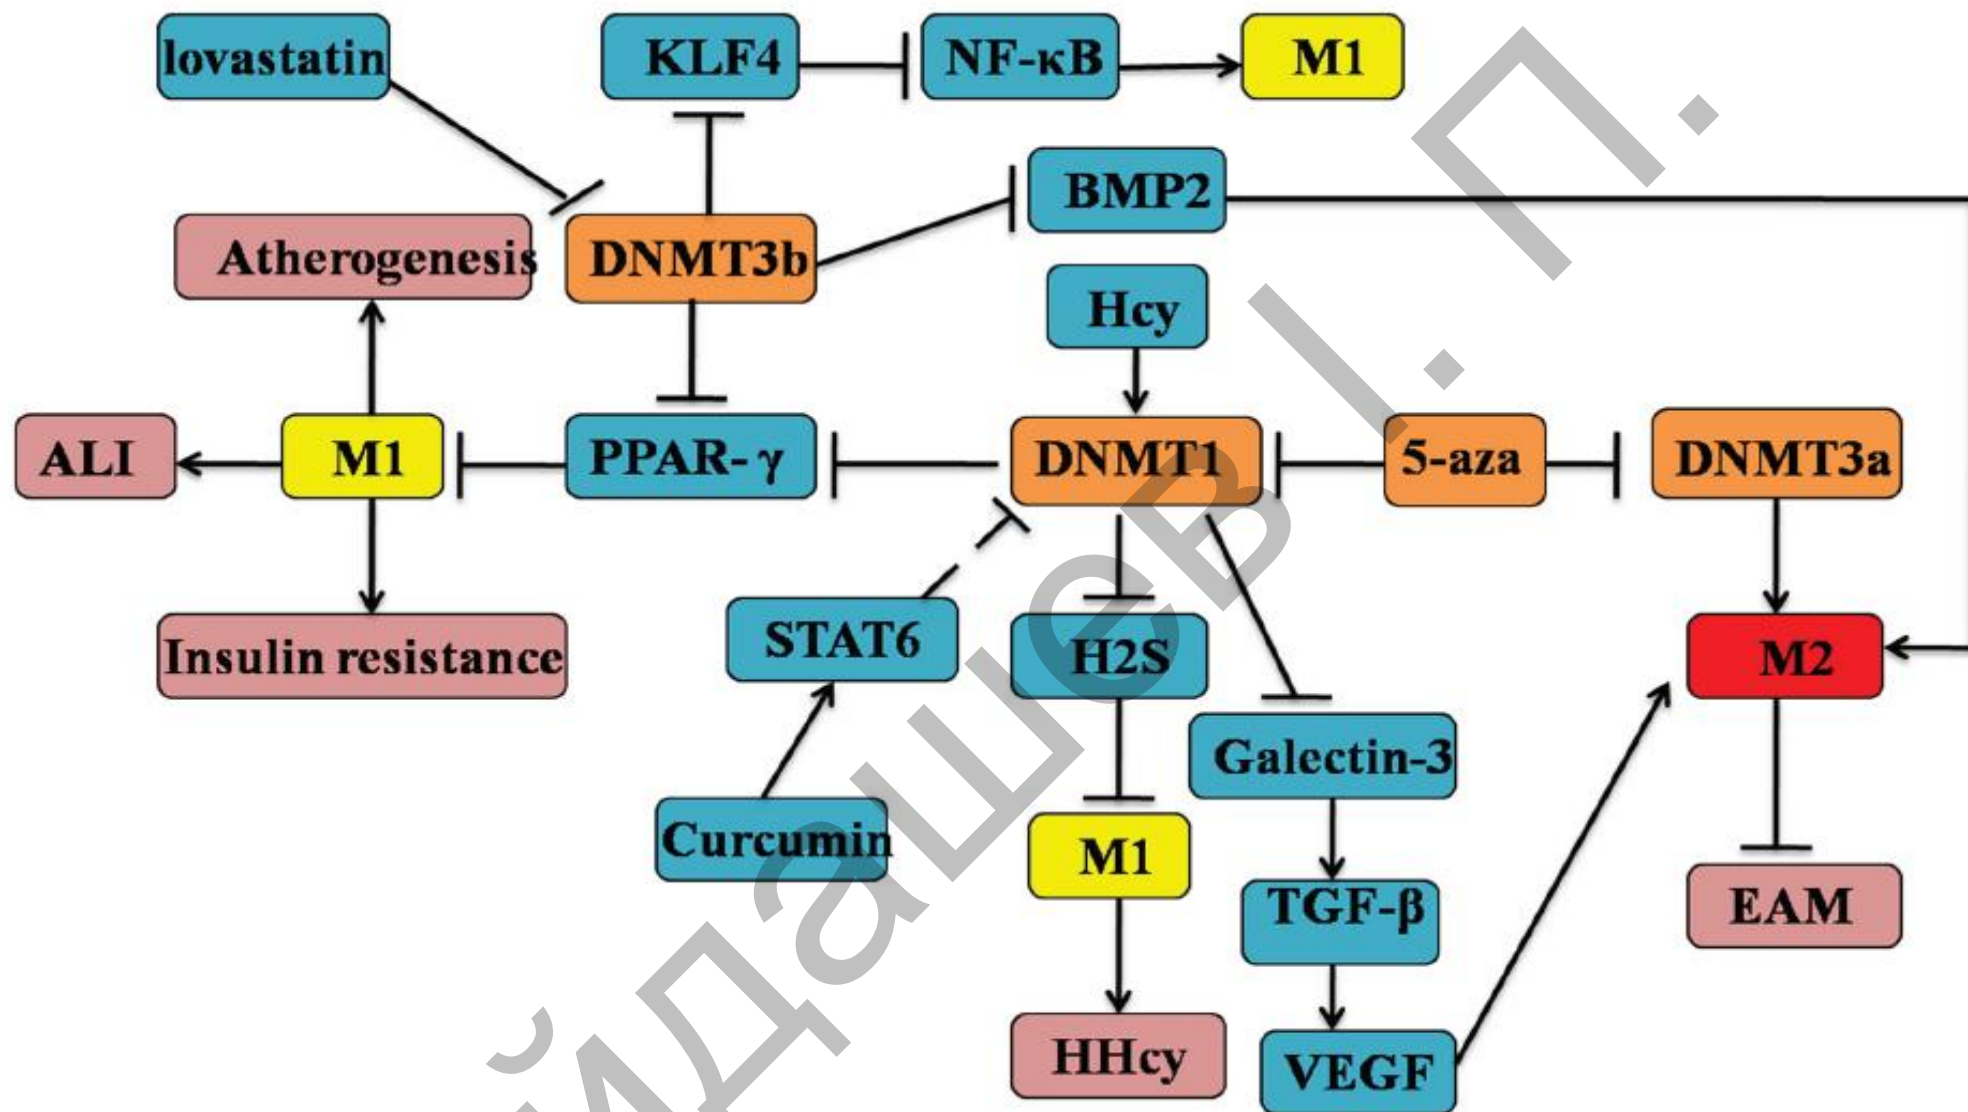 lovastatin
KLF4
NF-κB
M1
BMP2
Atherogenesis
DNMT3b
Hcy
ALI
M1
PPAR- γ
DNMT1
5-aza
DNMT3a
Insulin resistance
STAT6
H2S
M2
Galectin-3
Curcumin
M1
TGF-β
EAM
HHcy
VEGF
йдашев І. П.